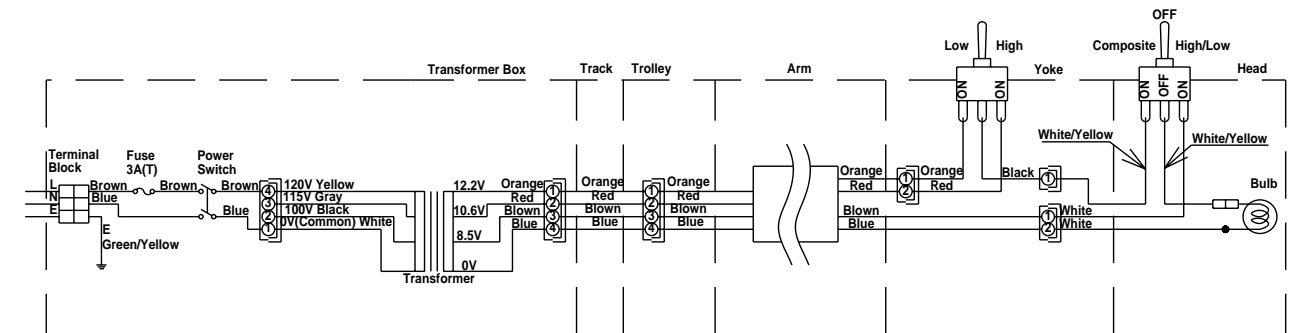 OFF
Low High
Composite High/Low
Transformer Box Track Trolley Arm Yoke Head
ON ON
ON OFF ON
White/Yellow White/Yellow
Terminal Block
Fuse 3A(T)
Power Switch
L Brown Brown Brown 4 120V Yellow
N Blue 3 115V Gray
E Blue 2 100V Black
1 0V(Common) White
E
Green/Yellow
Transformer
12.2V Orange 1 Orange 1 Orange
Red 2 Red 2 Red
10.6V Blown 3 Blown 3 Blown
Blue 4 Blue 4 Blue
8.5V
0V
Orange 1 Orange Black 1
Red 2 Red
Blown 1 White
Blue 2 White
Bulb